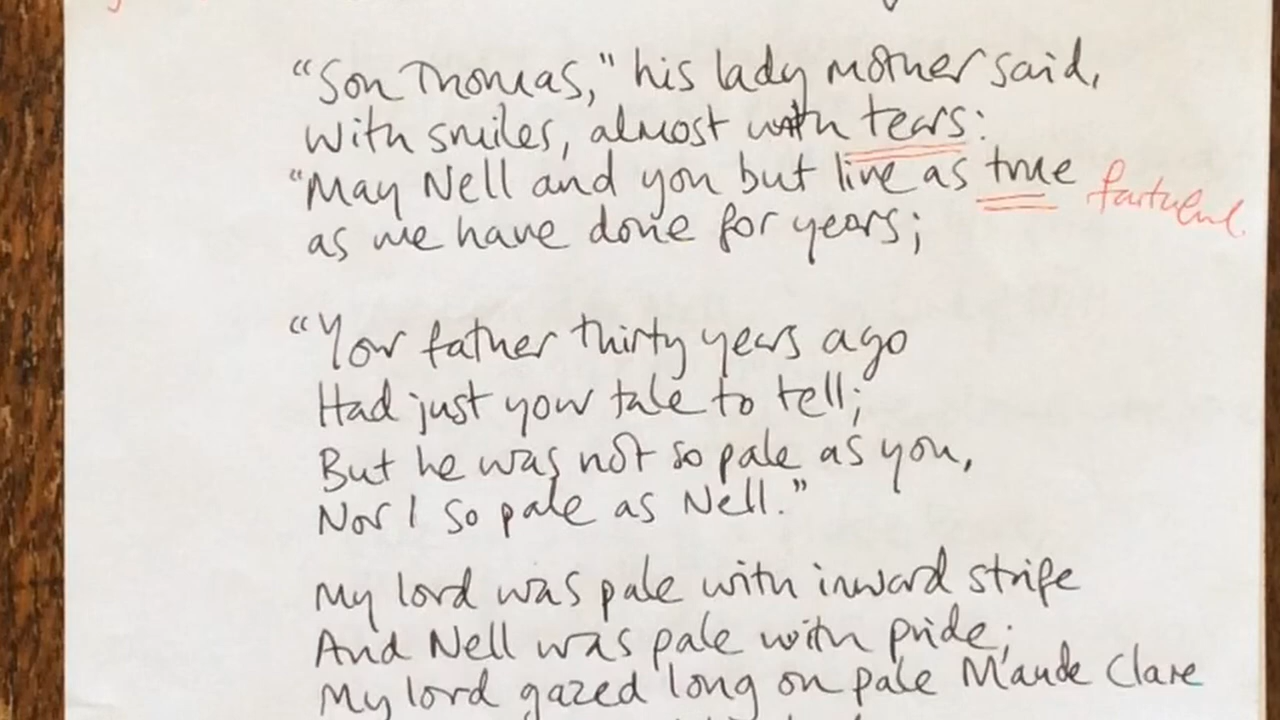 "Son Thomas," his lady mother said,
With smiles, almost with tears:
"May Nell and you but live as true
as we have done for years;
faithful.
"Your father thirty years ago
Had just your tale to tell;
But he was not so pale as you,
Nor I so pale as Nell."
My lord was pale with inward strife
And Nell was pale with pride;
My lord gazed long on pale Maude Clare